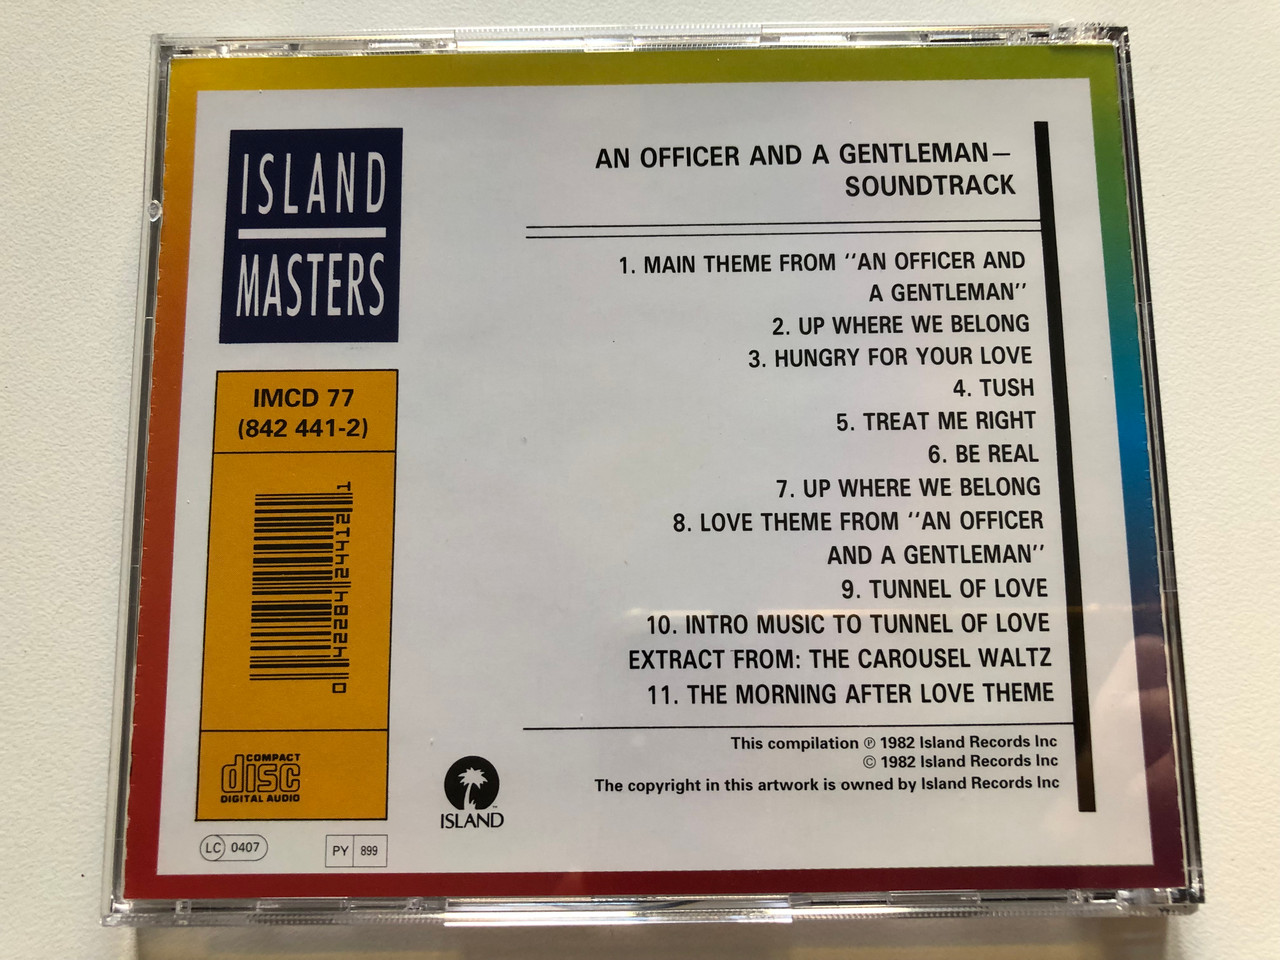 ISLAND
MASTERS
IMCD 77
(842 441-2)
0 42284 24412 1
COMPACT
disc
DIGITAL AUDIO
LC 0407
PY 899
ISLAND
™
AN OFFICER AND A GENTLEMAN—
SOUNDTRACK
1. MAIN THEME FROM ''AN OFFICER AND
A GENTLEMAN''
2. UP WHERE WE BELONG
3. HUNGRY FOR YOUR LOVE
4. TUSH
5. TREAT ME RIGHT
6. BE REAL
7. UP WHERE WE BELONG
8. LOVE THEME FROM ''AN OFFICER
AND A GENTLEMAN''
9. TUNNEL OF LOVE
10. INTRO MUSIC TO TUNNEL OF LOVE
EXTRACT FROM: THE CAROUSEL WALTZ
11. THE MORNING AFTER LOVE THEME
This compilation ℗ 1982 Island Records Inc
© 1982 Island Records Inc
The copyright in this artwork is owned by Island Records Inc